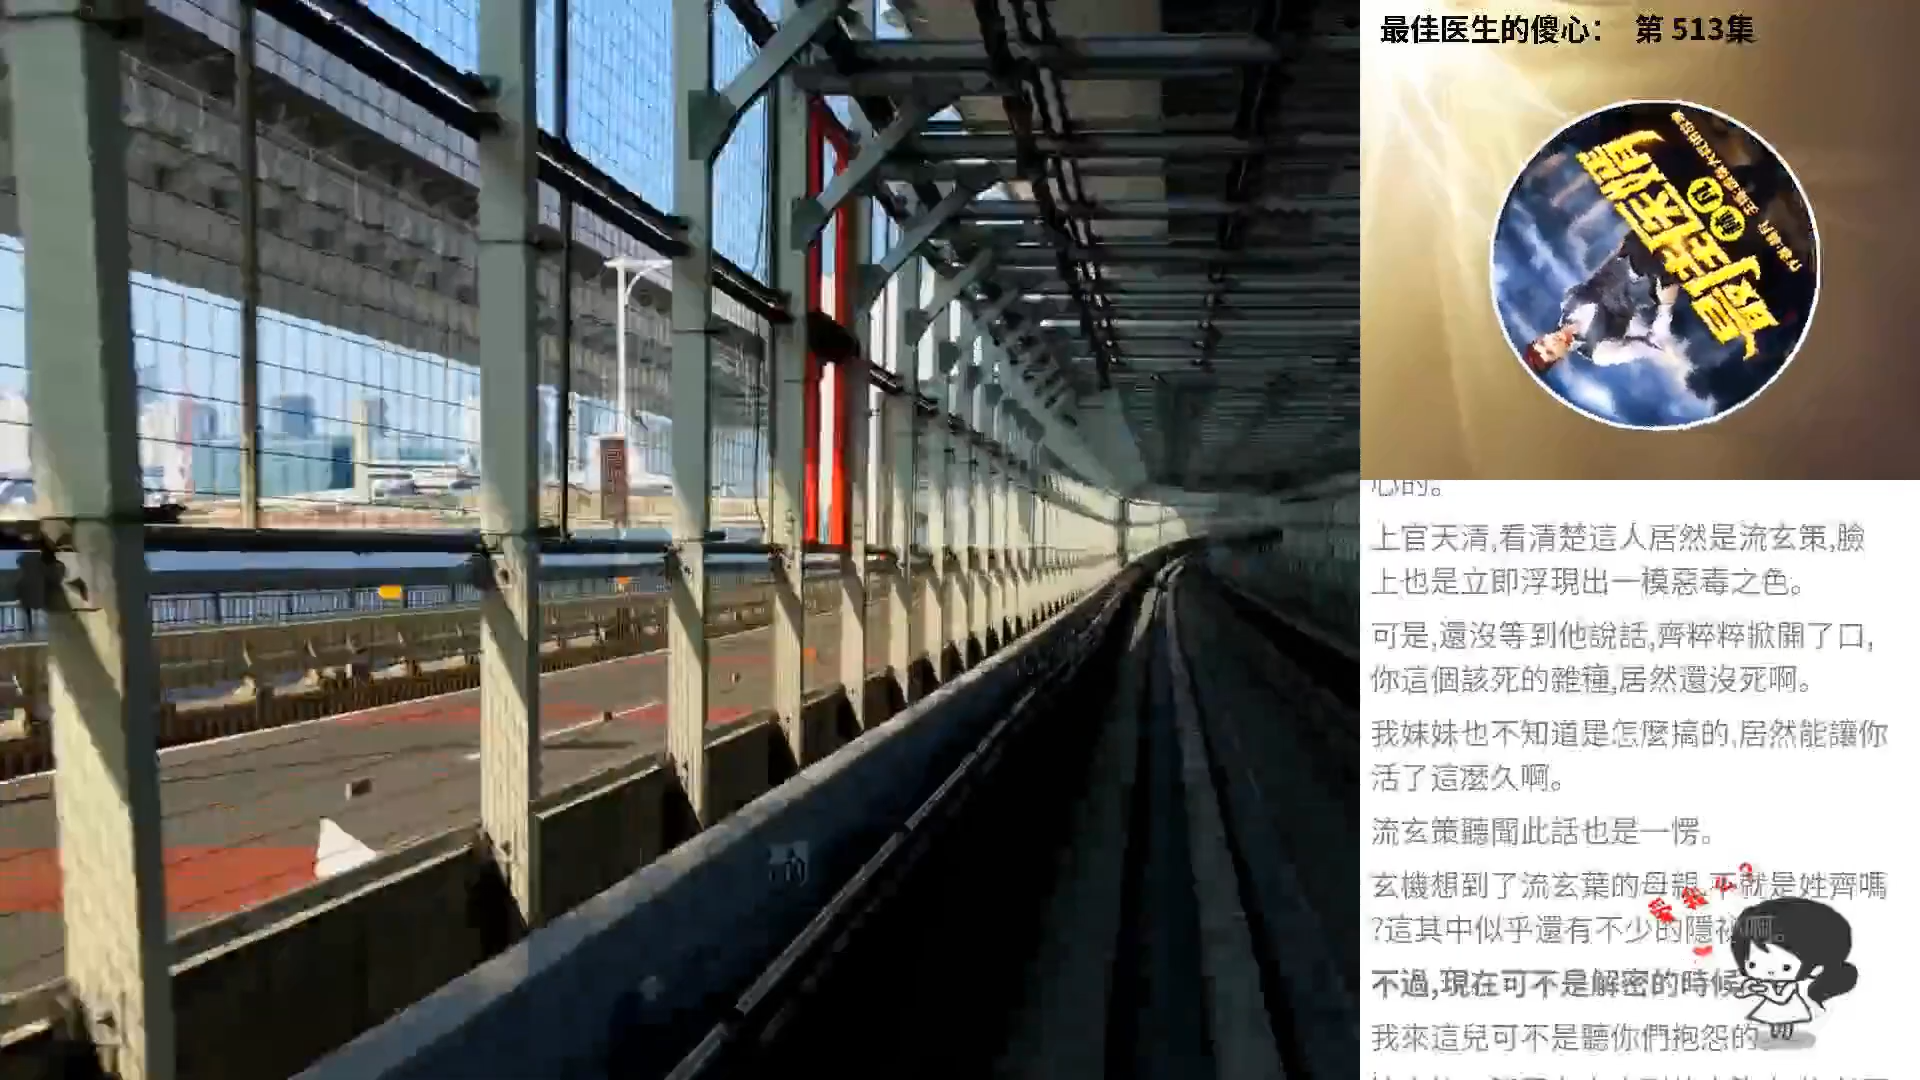 最佳医生的傻心： 第 513集
最佳医婿
心的。
上官天清,看清楚這人居然是流玄策,臉
上也是立即浮現出一模惡毒之色。
可是,還沒等到他說話,齊粹粹掀開了口,
你這個該死的雜種,居然還沒死啊。
我妹妹也不知道是怎麼搞的,居然能讓你
活了這麼久啊。
流玄策聽聞此話也是一愣。
玄機想到了流玄葉的母親,不就是姓齊嗎
?這其中似乎還有不少的隱祕啊。
不過,現在可不是解密的時候
我來這兒可不是聽你們抱怨的